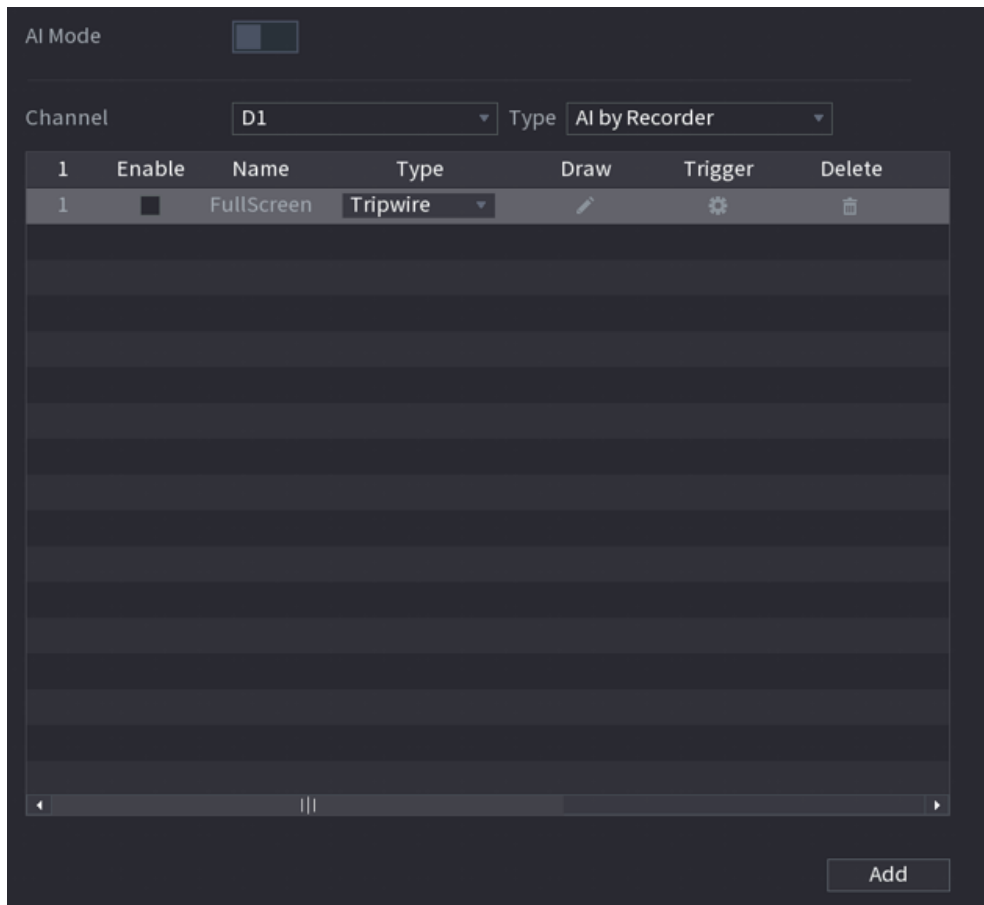 AI Mode
Channel D1 Type AI by Recorder
1 Enable Name Type Draw Trigger Delete
1 FullScreen Tripwire
Add